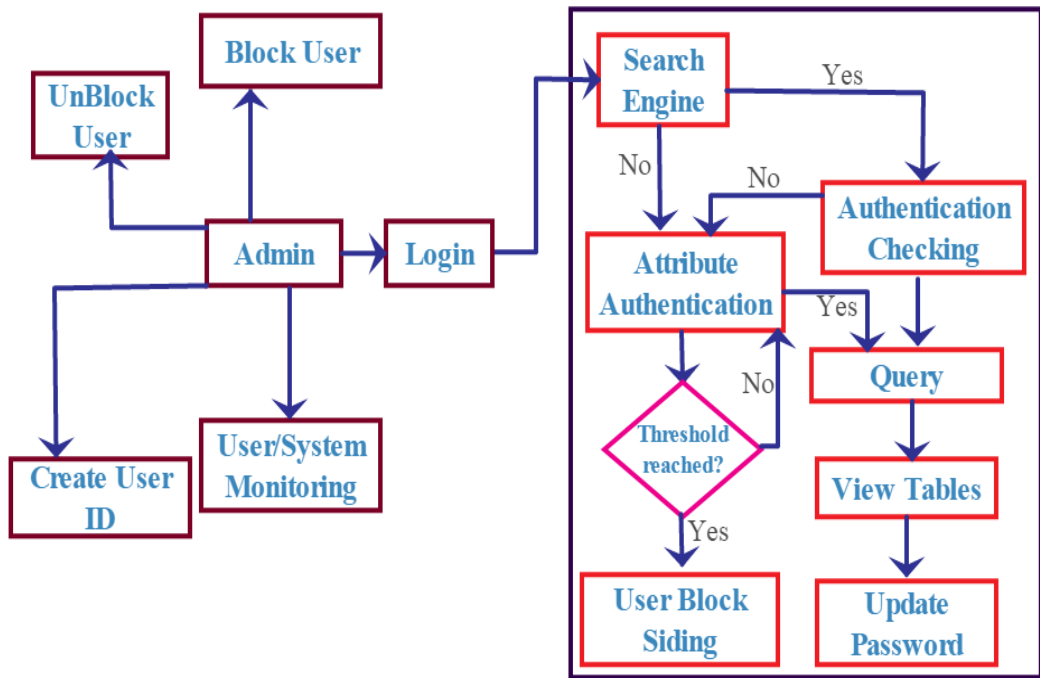 Block User
UnBlock
User
Admin
Login
Create User
ID
User/System
Monitoring
Search
Engine
Yes
No
No
Authentication
Checking
Attribute
Authentication
Yes
Query
No
Threshold
reached?
View Tables
Yes
User Block
Siding
Update
Password